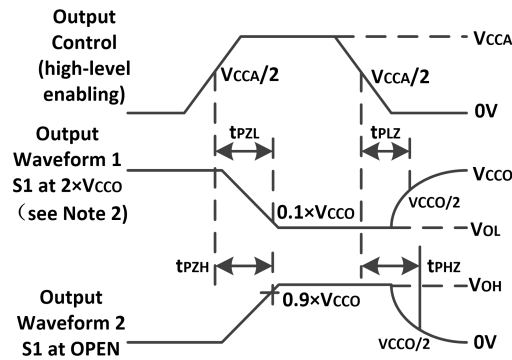 Output
Control
(high-level
enabling)
VCCA
VCCA/2
VCCA/2
0V
Output
Waveform 1
S1 at 2×VCCO
（see Note 2)
tPZL
tPLZ
VCCO
VCCO/2
0.1×VCCO
VOL
tPZH
tPHZ
VOH
Output
Waveform 2
S1 at OPEN
0.9×VCCO
VCCO/2
0V